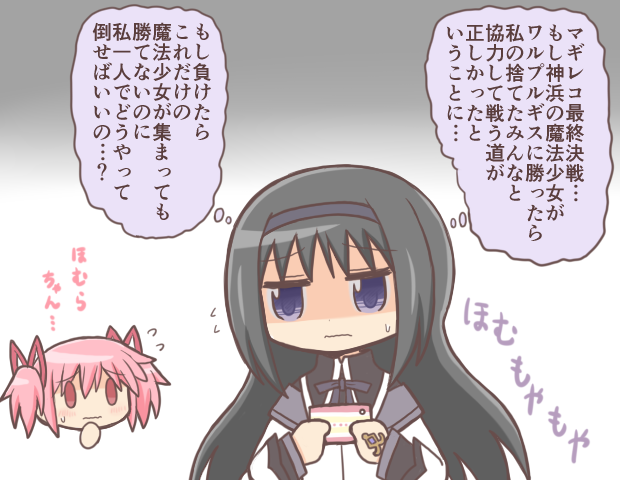 マギレコ最終決戦…
もし神浜の魔法少女が
ワルプルギスに勝ったら
私の捨てたみんなと
協力して戦う道が
正しかったと
いうことに…
もし負けたら
これだけの
魔法少女が集まっても
勝てないのに
私一人でどうやって
倒せばいいの…?
ほむら
ちゃん…
ほむ
もやもや